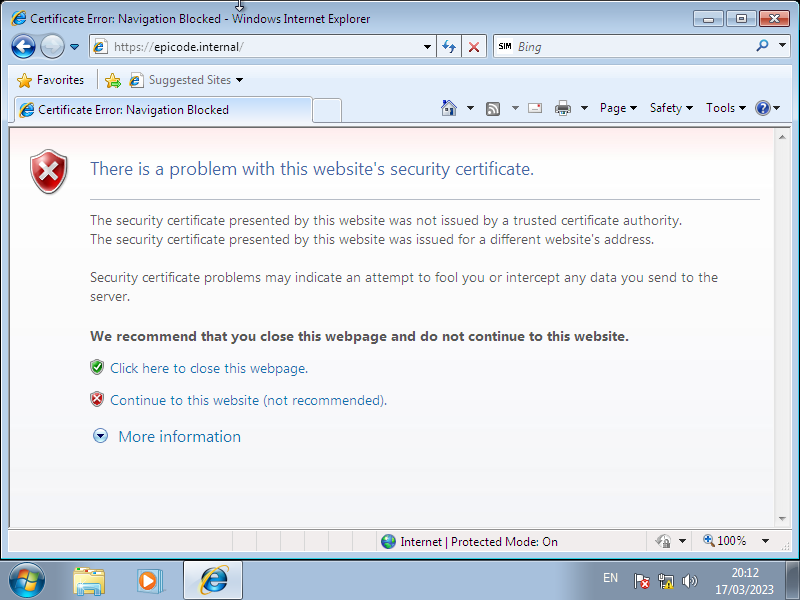 Certificate Error: Navigation Blocked - Windows Internet Explorer
https://epicode.internal/
SIM Bing
Favorites Suggested Sites
Certificate Error: Navigation Blocked
Page Safety Tools
There is a problem with this website's security certificate.
The security certificate presented by this website was not issued by a trusted certificate authority.
The security certificate presented by this website was issued for a different website's address.
Security certificate problems may indicate an attempt to fool you or intercept any data you send to the
server.
We recommend that you close this webpage and do not continue to this website.
Click here to close this webpage.
Continue to this website (not recommended).
More information
Internet | Protected Mode: On
100%
EN
20:12
17/03/2023